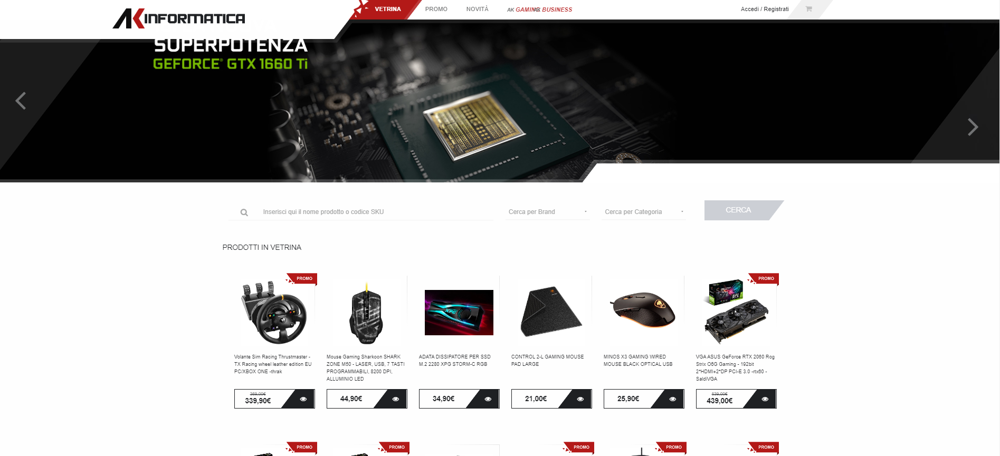 AKINFORMATICA
VETRINA
PROMO
NOVITÀ
AK GAMING
BUSINESS
Accedi / Registrati
SUPERPOTENZA
GEFORCE® GTX 1660 Ti
Inserisci qui il nome prodotto o codice SKU
Cerca per Brand
Cerca per Categoria
CERCA
PRODOTTI IN VETRINA
PROMO
Volante Sim Racing Thrustmaster -
TX Racing wheel leather edition EU
PC/XBOX ONE -thrak
369,00€
339,90€
Mouse Gaming Sharkoon SHARK
ZONE M50 - LASER, USB, 7 TASTI
PROGRAMMABILI, 8200 DPI,
ALLUMINIO LED
44,90€
XPG
ADATA DISSIPATORE PER SSD
M.2 2280 XPG STORM-C RGB
34,90€
CONTROL 2-L GAMING MOUSE
PAD LARGE
21,00€
MINOS X3 GAMING WIRED
MOUSE BLACK OPTICAL USB
25,90€
PROMO
RTX
VGA ASUS GeForce RTX 2060 Rog
Strix O6G Gaming - 192bit
2*HDMI+2*DP PCI-E 3.0 -rtx60 -
SaldiVGA
539,00€
439,00€
PROMO
PROMO
PROMO
PROMO
PROMO